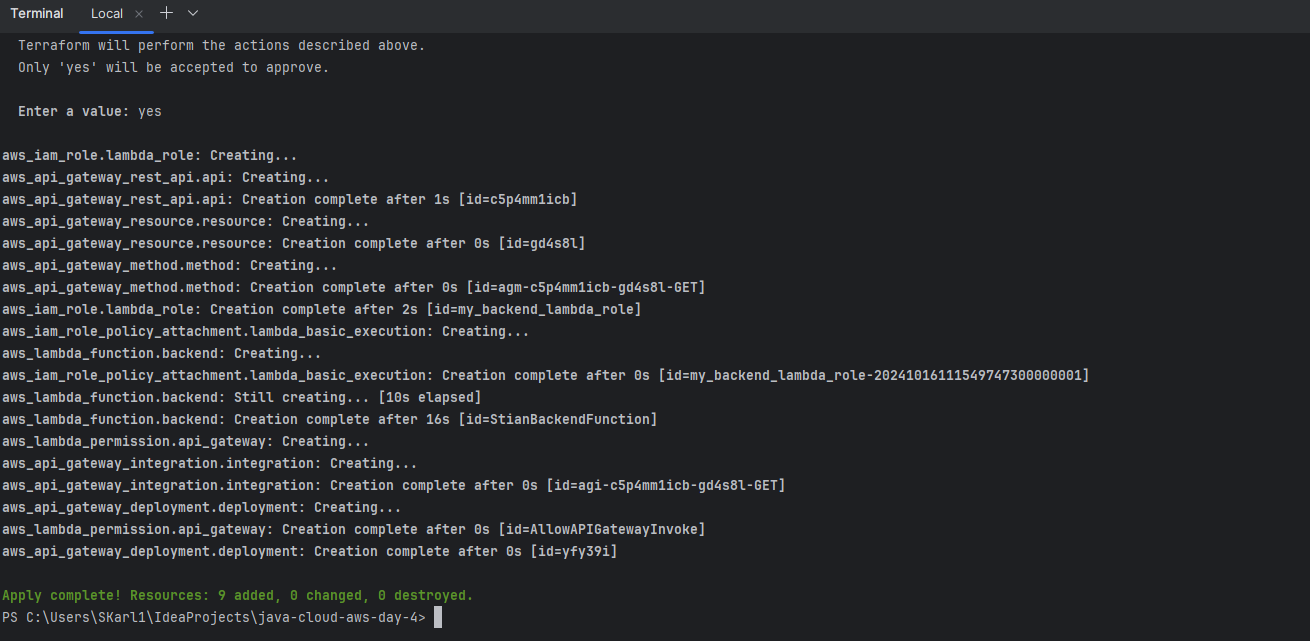 Terminal Local
Terraform will perform the actions described above.
Only 'yes' will be accepted to approve.
Enter a value: yes
aws_iam_role.lambda_role: Creating...
aws_api_gateway_rest_api.api: Creating...
aws_api_gateway_rest_api.api: Creation complete after 1s [id=c5p4mm1icb]
aws_api_gateway_resource.resource: Creating...
aws_api_gateway_resource.resource: Creation complete after 0s [id=gd4s8l]
aws_api_gateway_method.method: Creating...
aws_api_gateway_method.method: Creation complete after 0s [id=agm-c5p4mm1icb-gd4s8l-GET]
aws_iam_role.lambda_role: Creation complete after 2s [id=my_backend_lambda_role]
aws_iam_role_policy_attachment.lambda_basic_execution: Creating...
aws_lambda_function.backend: Creating...
aws_iam_role_policy_attachment.lambda_basic_execution: Creation complete after 0s [id=my_backend_lambda_role-20241016111549747300000001]
aws_lambda_function.backend: Still creating... [10s elapsed]
aws_lambda_function.backend: Creation complete after 16s [id=StianBackendFunction]
aws_lambda_permission.api_gateway: Creating...
aws_api_gateway_integration.integration: Creating...
aws_api_gateway_integration.integration: Creation complete after 0s [id=agi-c5p4mm1icb-gd4s8l-GET]
aws_api_gateway_deployment.deployment: Creating...
aws_lambda_permission.api_gateway: Creation complete after 0s [id=AllowAPIGatewayInvoke]
aws_api_gateway_deployment.deployment: Creation complete after 0s [id=yfy39i]
Apply complete! Resources: 9 added, 0 changed, 0 destroyed.
PS C:\Users\SKarl1\IdeaProjects\java-cloud-aws-day-4>